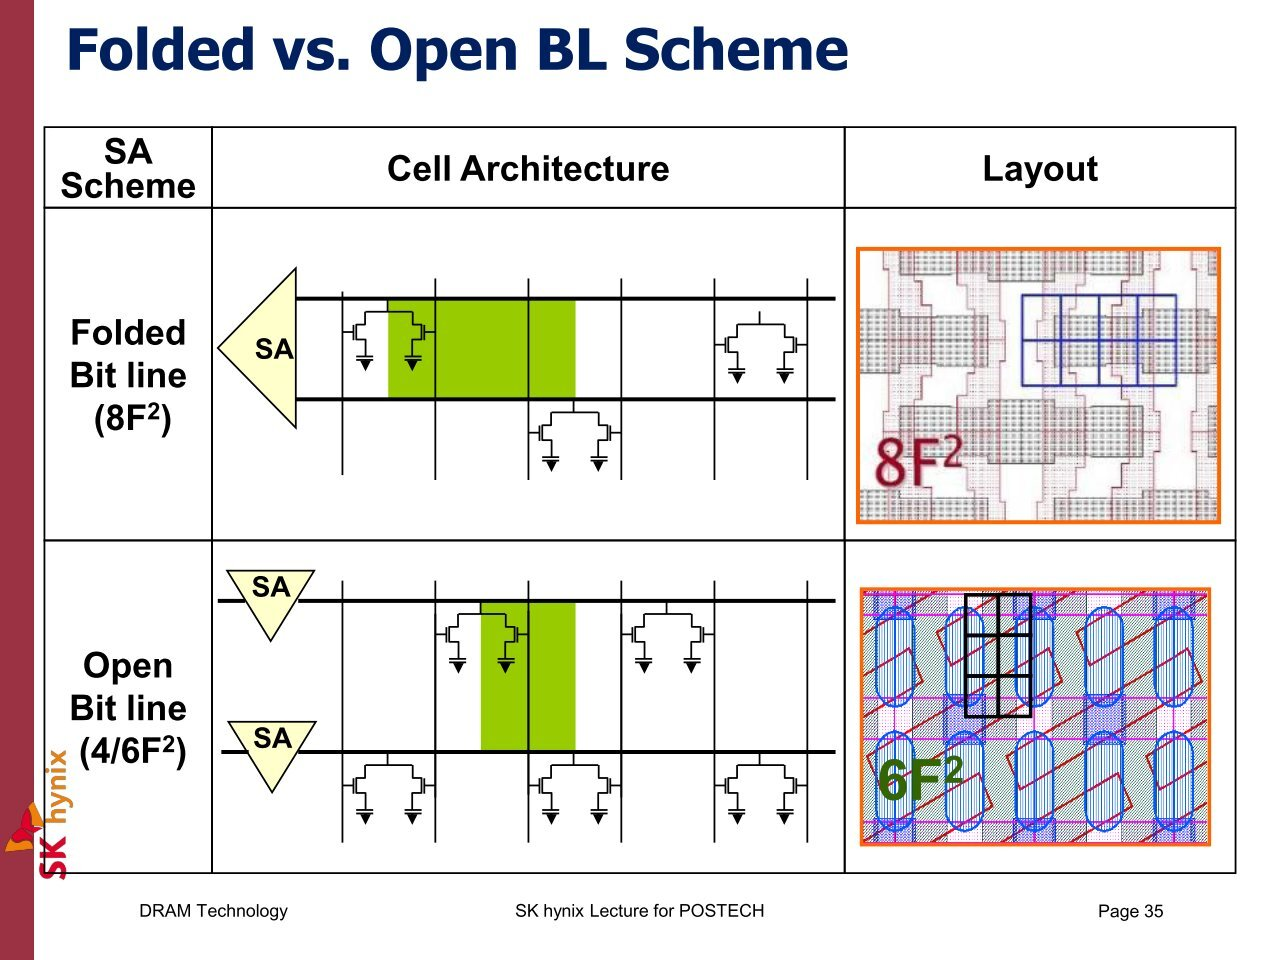 Folded vs. Open BL Scheme
SA
Scheme
Cell Architecture
Layout
Folded
Bit line
(8F²)
SA
8F²
Open
Bit line
(4/6F²)
SA
SA
6F²
SK hynix
DRAM Technology
SK hynix Lecture for POSTECH
Page 35